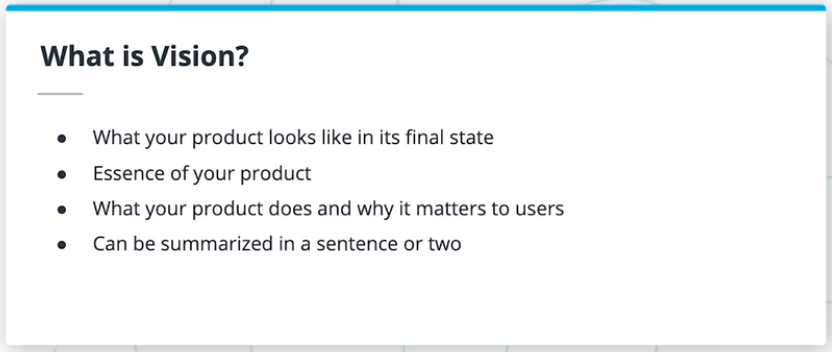 What is Vision?
● What your product looks like in its final state
● Essence of your product
● What your product does and why it matters to users
● Can be summarized in a sentence or two